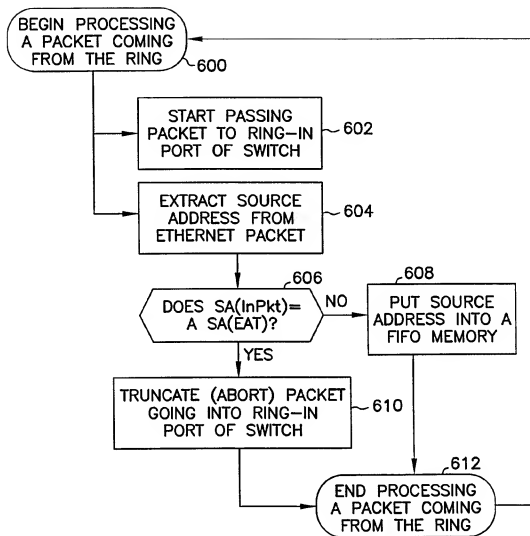 BEGIN PROCESSING
A PACKET COMING
FROM THE RING
600
START PASSING
PACKET TO RING-IN
PORT OF SWITCH
602
EXTRACT SOURCE
ADDRESS FROM
ETHERNET PACKET
604
606
DOES SA(InPkt)=
A SA(EAT)?
NO
YES
608
PUT SOURCE
ADDRESS INTO A
FIFO MEMORY
TRUNCATE (ABORT) PACKET
GOING INTO RING-IN
PORT OF SWITCH
610
612
END PROCESSING
A PACKET COMING
FROM THE RING